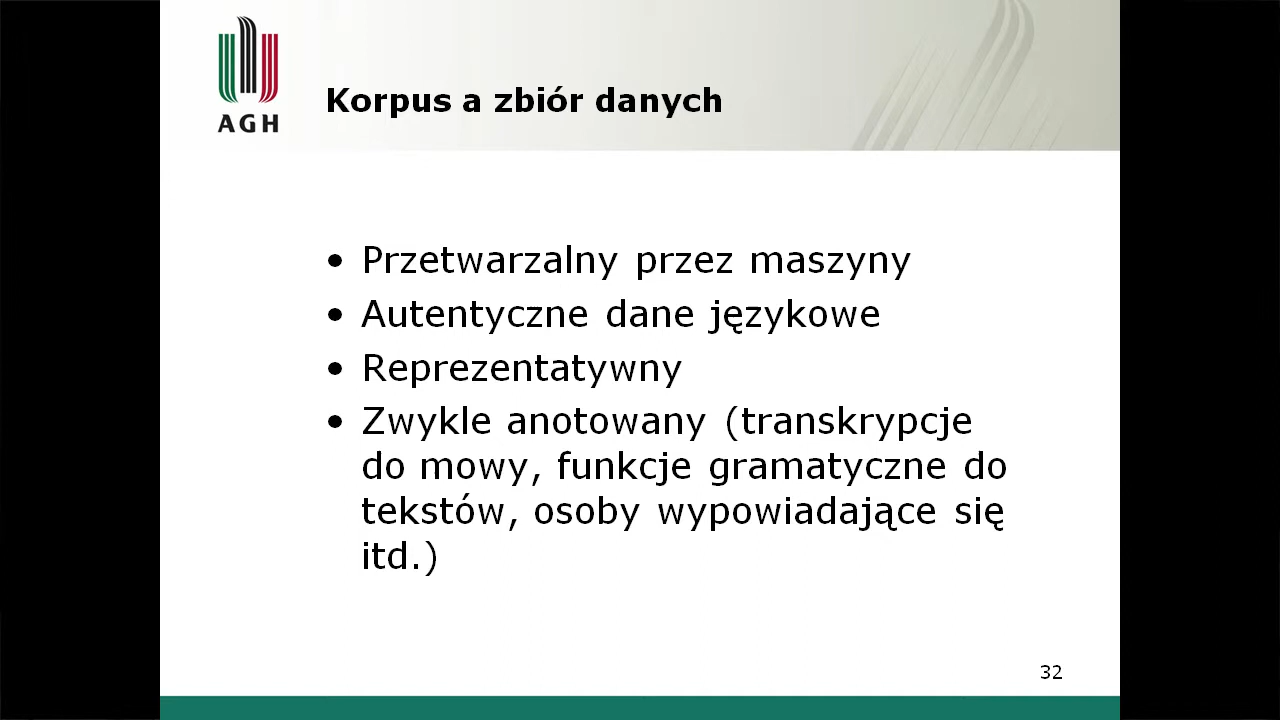 AGH
Korpus a zbiór danych
• Przetwarzalny przez maszyny
• Autentyczne dane językowe
• Reprezentatywny
• Zwykle anotowany (transkrypcje
do mowy, funkcje gramatyczne do
tekstów, osoby wypowiadające się
itd.)
32